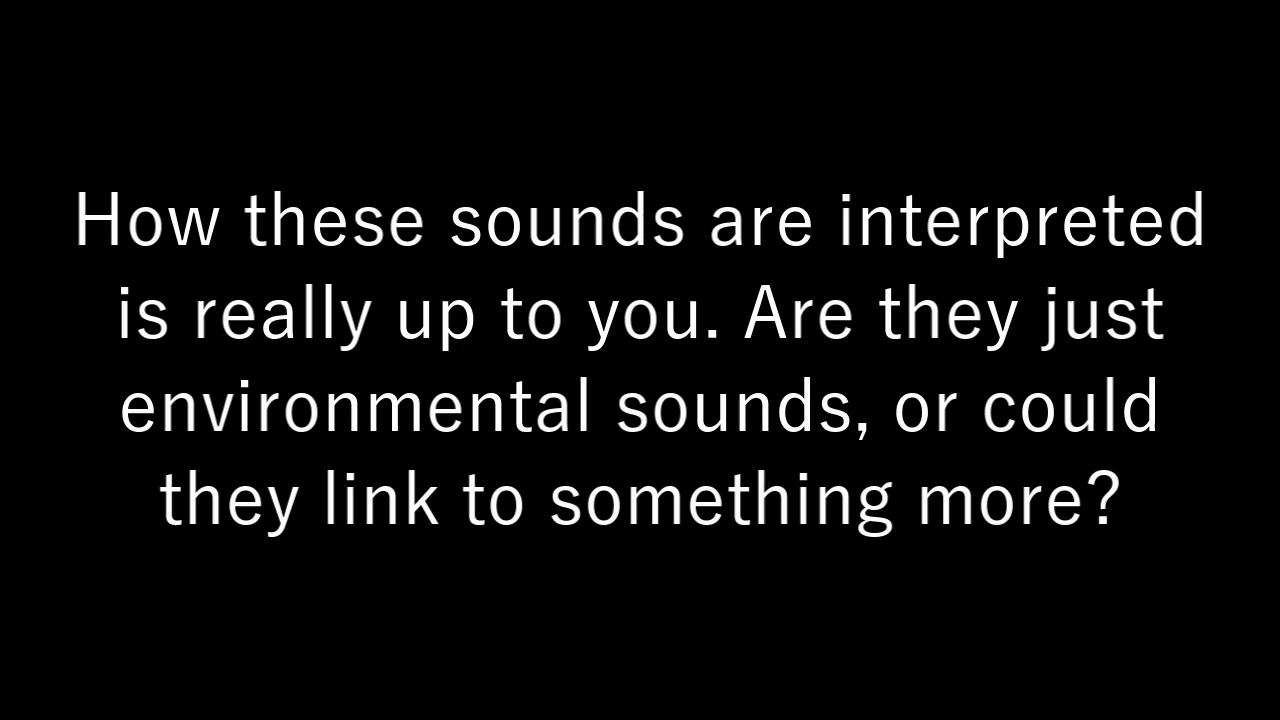 How these sounds are interpreted
is really up to you. Are they just
environmental sounds, or could
they link to something more?